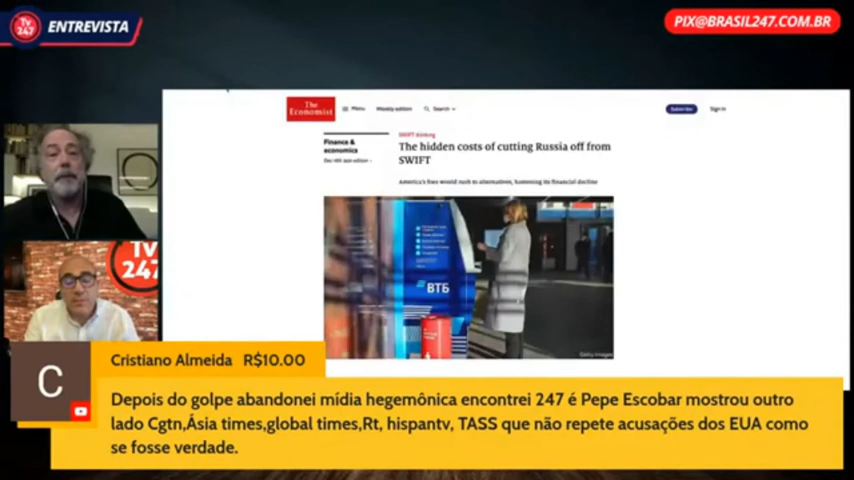 Tv 247 ENTREVISTA
PIX@BRASIL247.COM.BR
The Economist Menu Weekly edition Search Subscribe Sign in
SWIFT thinking
Finance & economics
The hidden costs of cutting Russia off from SWIFT
America's foes would rush to alternatives, hastening its financial decline
ВТБ
Getty Images
TV 247
C
Cristiano Almeida R$10.00
Depois do golpe abandonei mídia hegemônica encontrei 247 é Pepe Escobar mostrou outro
lado Cgtn,Ásia times,global times,Rt, hispantv, TASS que não repete acusações dos EUA como
se fosse verdade.